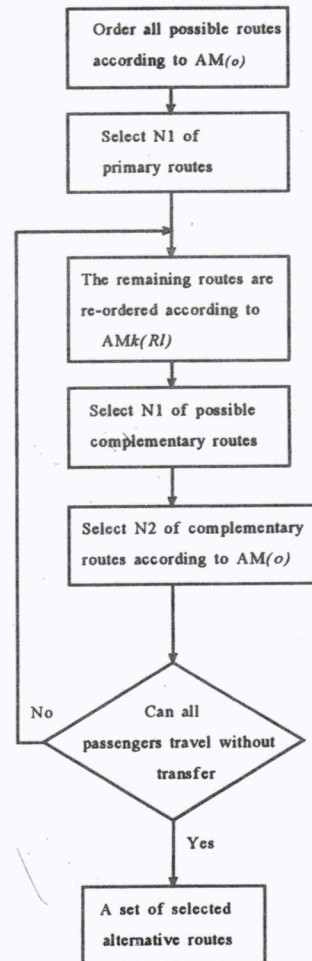 Order all possible routes
according to AM(o)
Select N1 of
primary routes
The remaining routes are
re-ordered according to
AMk(Rl)
Select N1 of possible
complementary routes
Select N2 of complementary
routes according to AM(o)
No
Can all
passengers travel without
transfer
Yes
A set of selected
alternative routes